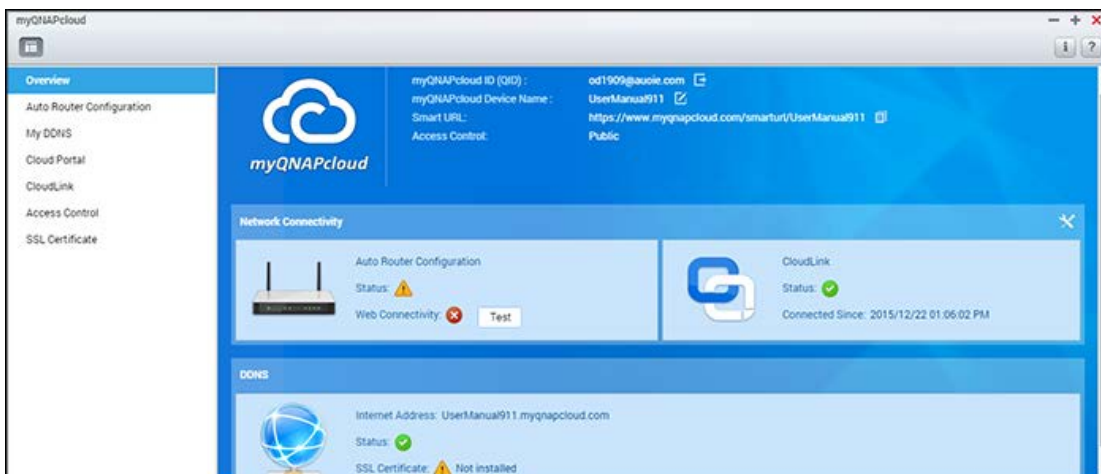 myQNAPcloud
Overview
Auto Router Configuration
My DDNS
Cloud Portal
CloudLink
Access Control
SSL Certificate
myQNAPcloud
myQNAPcloud ID (QID) : od1909@auoie.com
myQNAPcloud Device Name : UserManual911
Smart URL: https://www.myqnapcloud.com/smarturl/UserManual911
Access Control: Public
Network Connectivity
Auto Router Configuration
Status:
Web Connectivity: Test
CloudLink
Status:
Connected Since: 2015/12/22 01:06:02 PM
DDNS
Internet Address: UserManual911.myqnapcloud.com
Status:
SSL Certificate: Not installed